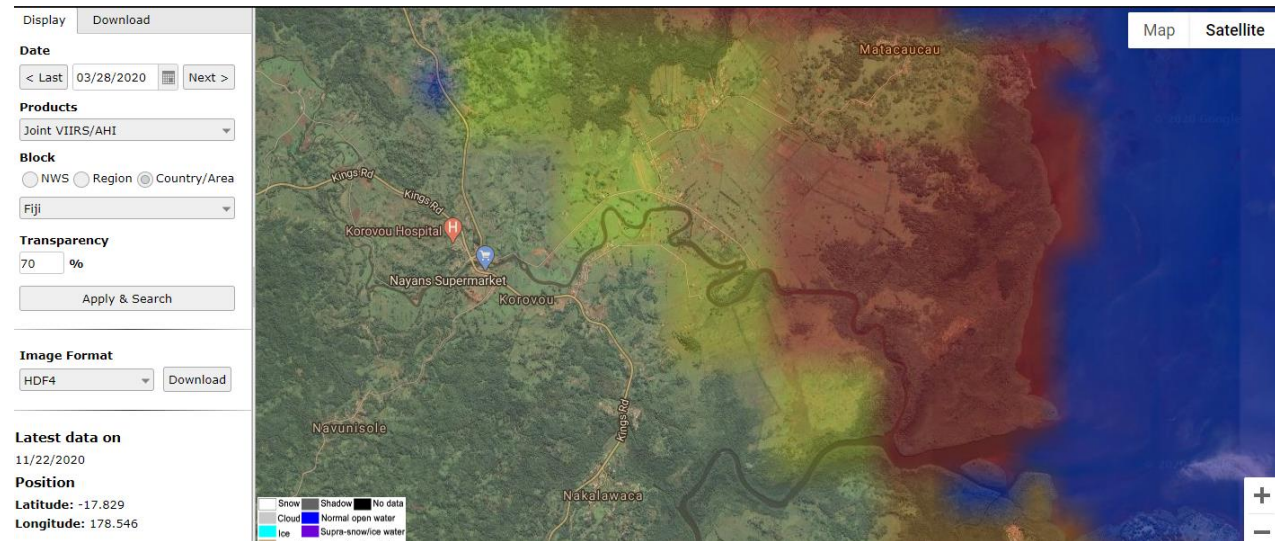 Display Download
Date
< Last 03/28/2020 Next >
Products
Joint VIIRS/AHI
Block
NWS Region Country/Area
Fiji
Transparency
70 %
Apply & Search
Image Format
HDF4 Download
Latest data on
11/22/2020
Position
Latitude: -17.829
Longitude: 178.546
Map Satellite
Matacaucau
Kings Rd
Kings Rd
Korovou Hospital
H
Nayans Supermarket
Korovou
Navunisole
Kings Rd
Nakalawaca
Snow Shadow No data
Cloud Normal open water
Ice Supra-snow/ice water
+
−